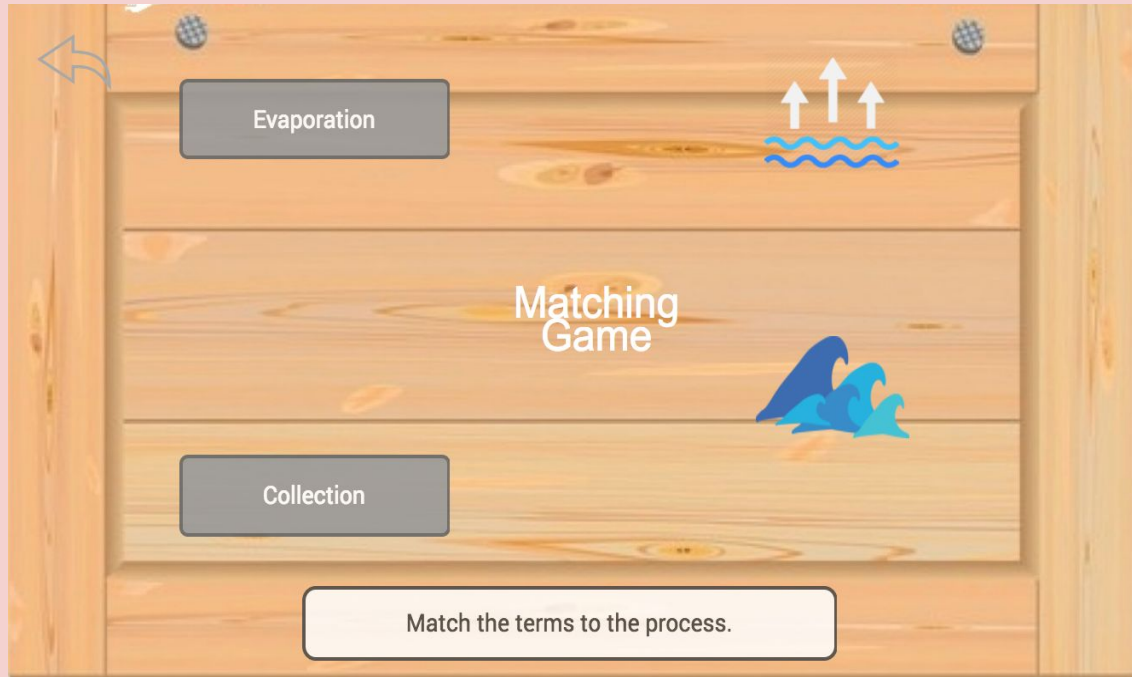 Evaporation
Matching
Game
Collection
Match the terms to the process.